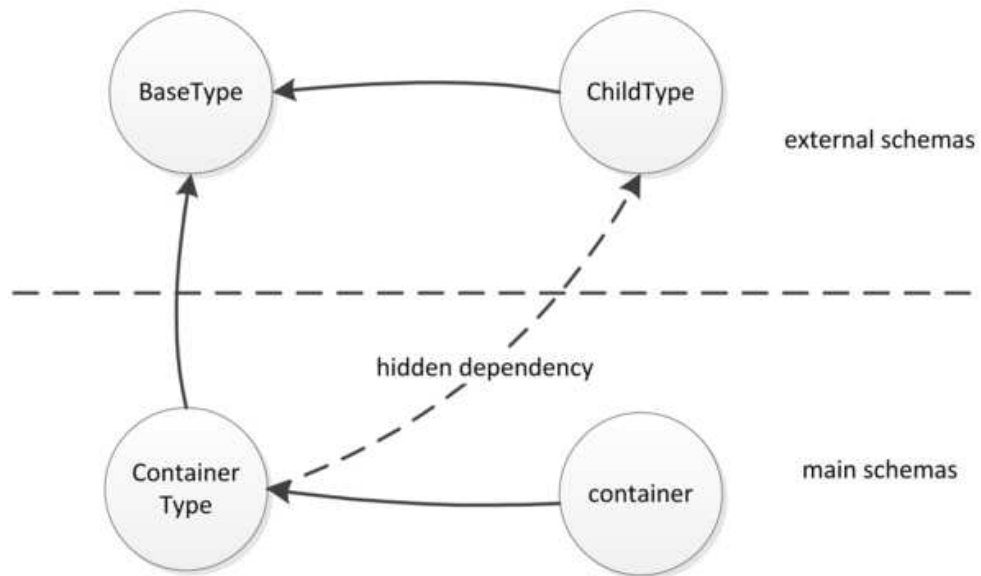 BaseType
ChildType
external schemas
hidden dependency
Container
Type
container
main schemas